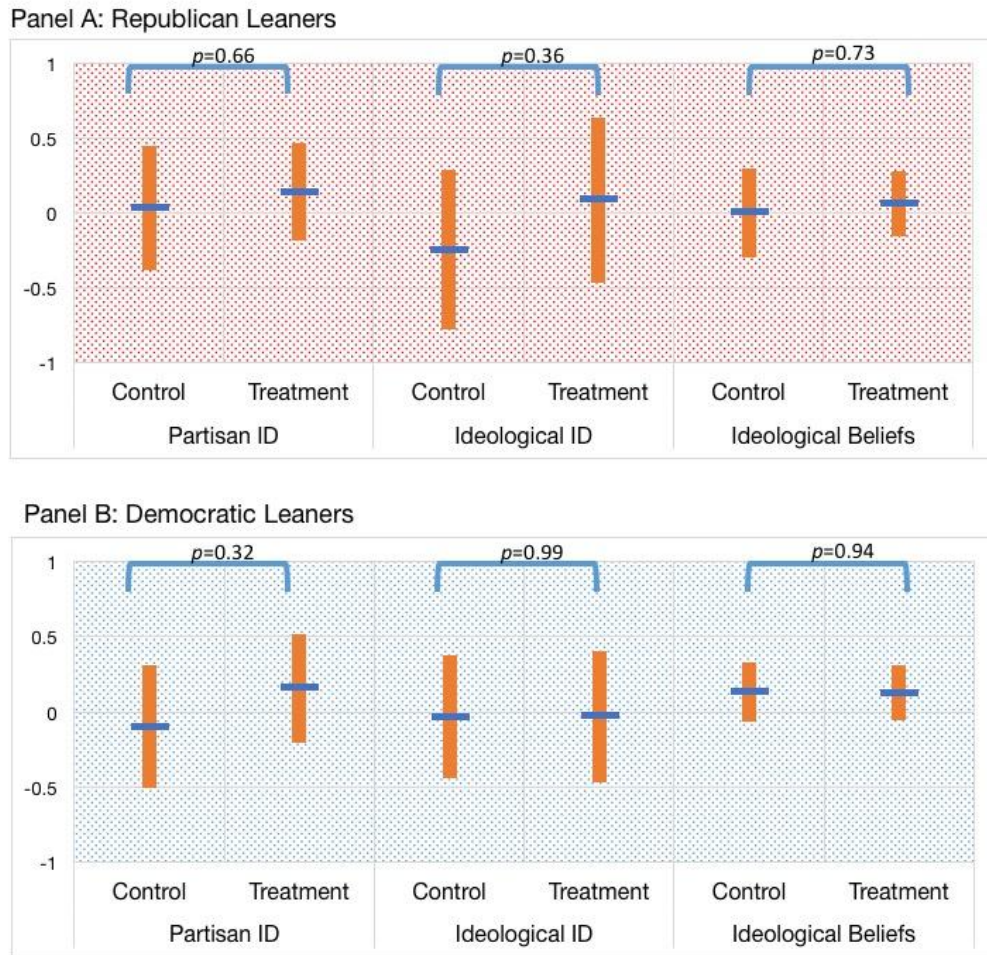 Panel A: Republican Leaners
p=0.66 p=0.36 p=0.73
1
0.5
0
-0.5
-1
Control Treatment Control Treatment Control Treatment
Partisan ID Ideological ID Ideological Beliefs
Panel B: Democratic Leaners
p=0.32 p=0.99 p=0.94
1
0.5
0
-0.5
-1
Control Treatment Control Treatment Control Treatment
Partisan ID Ideological ID Ideological Beliefs